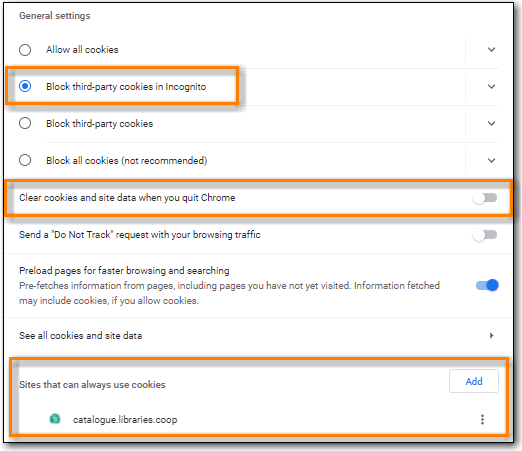 General settings
Allow all cookies
Block third-party cookies in Incognito
Block third-party cookies
Block all cookies (not recommended)
Clear cookies and site data when you quit Chrome
Send a "Do Not Track" request with your browsing traffic
Preload pages for faster browsing and searching
Pre-fetches information from pages, including pages you have not yet visited. Information fetched
may include cookies, if you allow cookies.
See all cookies and site data
Sites that can always use cookies
Add
catalogue.libraries.coop